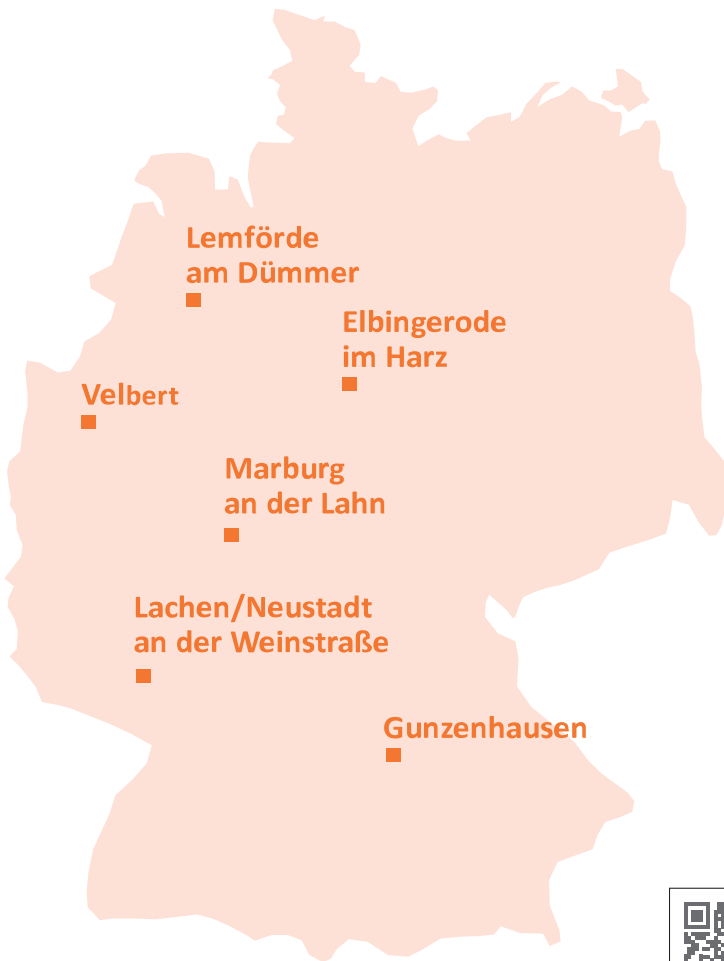 Lemförde
am Dümmer
Elbingerode
im Harz
Velbert
Marburg
an der Lahn
Lachen/Neustadt
an der Weinstraße
Gunzenhausen